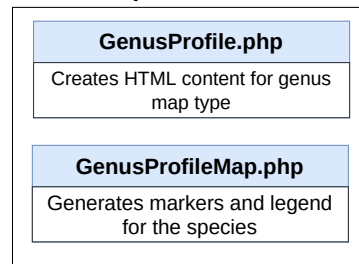 GenusProfile.php
Creates HTML content for genus
map type
GenusProfileMap.php
Generates markers and legend
for the species